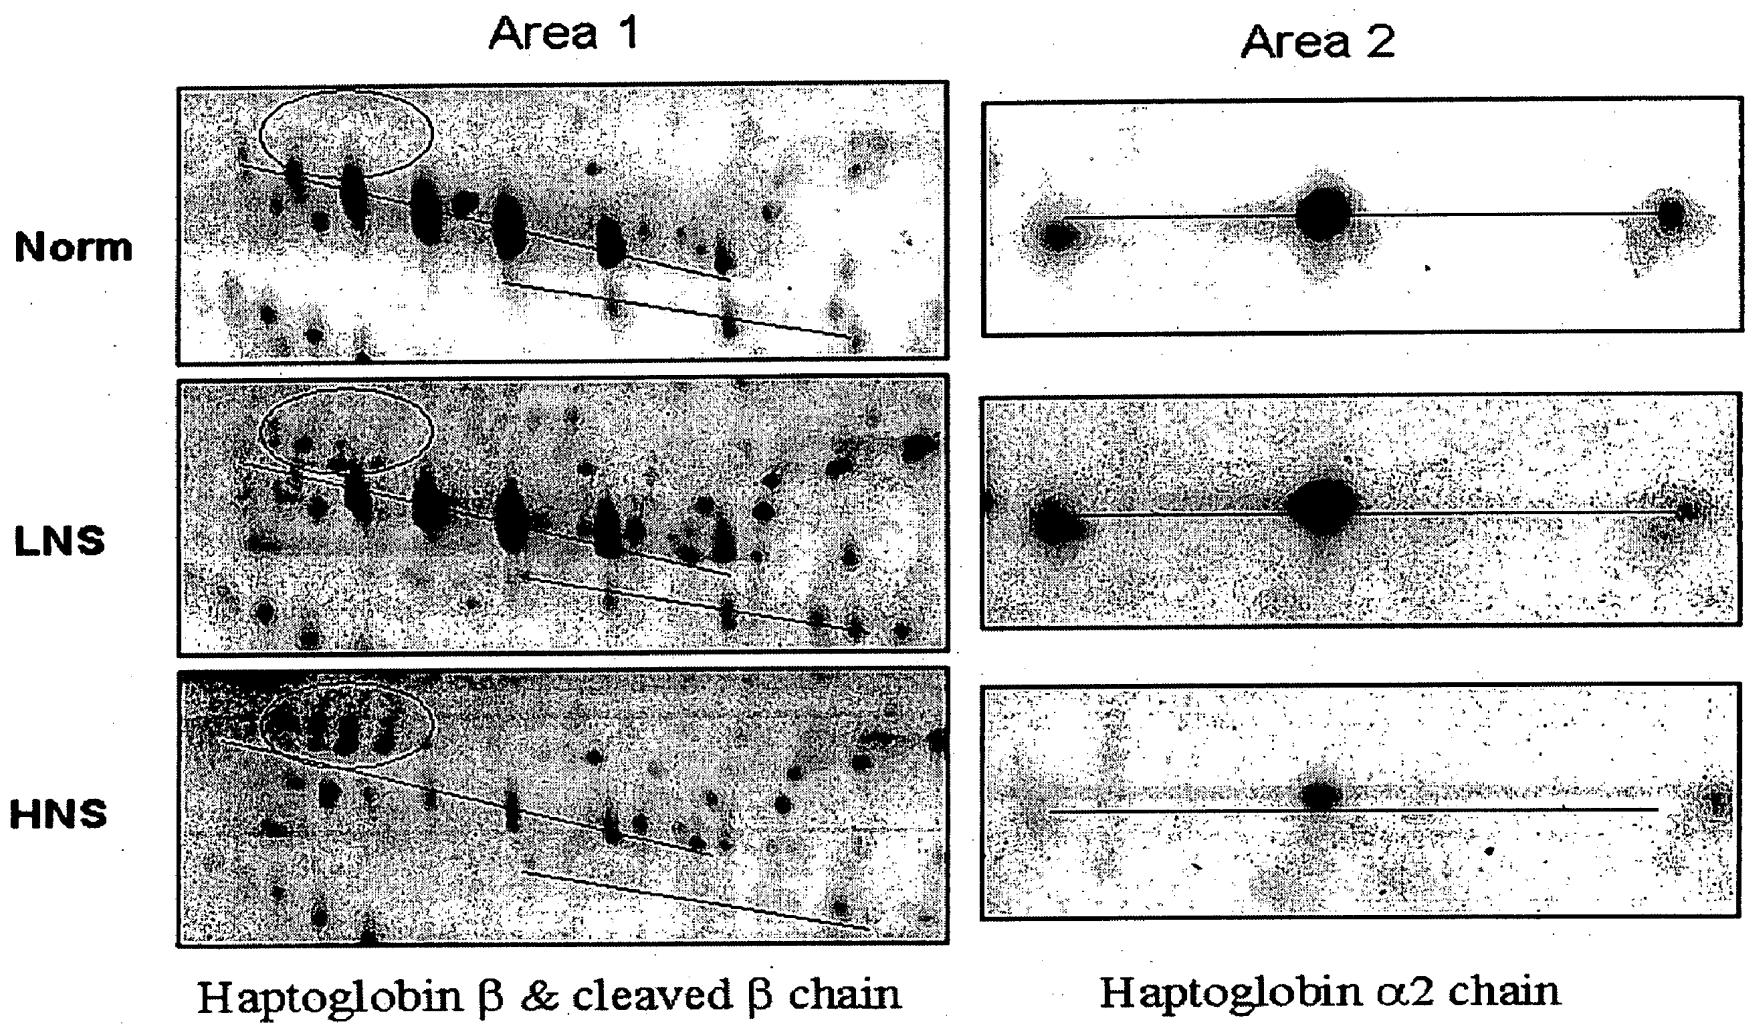 Area 1
Area 2
Norm
LNS
HNS
Haptoglobin β & cleaved β chain
Haptoglobin α2 chain